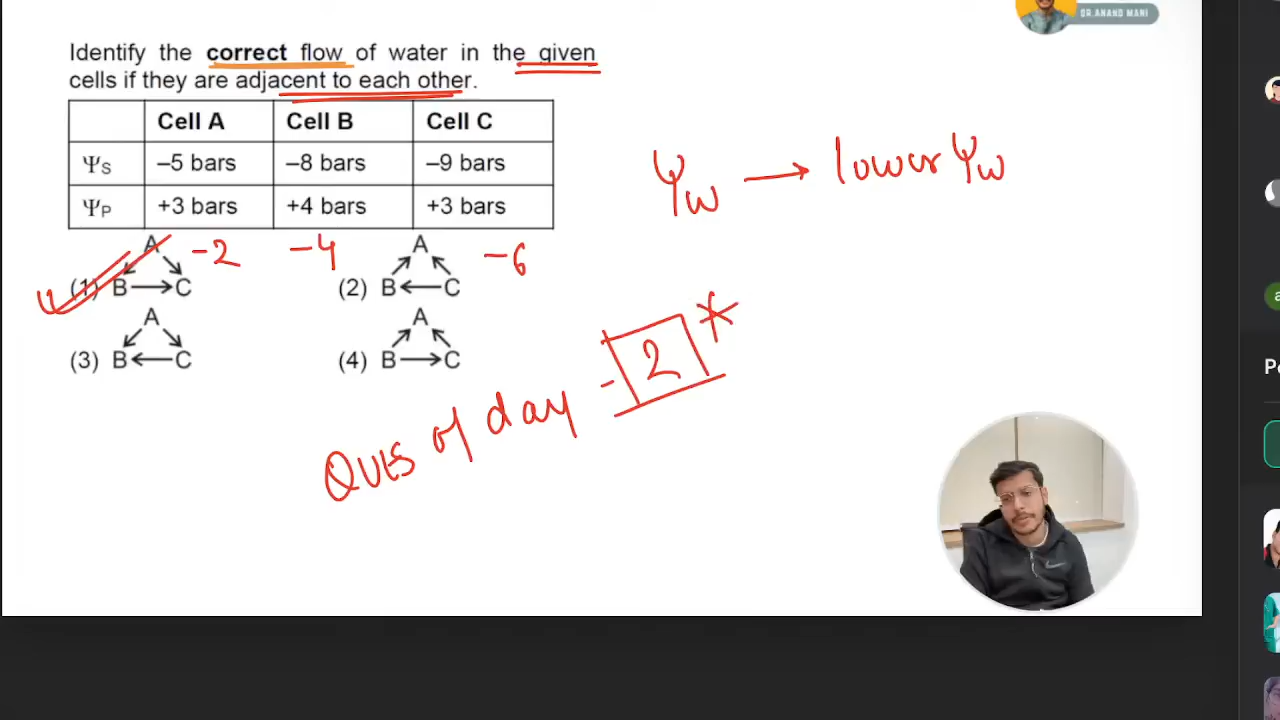 DR.ANAND MANI
Identify the correct flow of water in the given
cells if they are adjacent to each other.
Cell A Cell B Cell C
ΨS –5 bars –8 bars –9 bars
ΨP +3 bars +4 bars +3 bars
-2 -4 -6
A A
(1) B → C (2) B ← C
A A
(3) B ← C (4) B → C
Ψw → lower Ψw
Ques of day - 2 *
a
Po